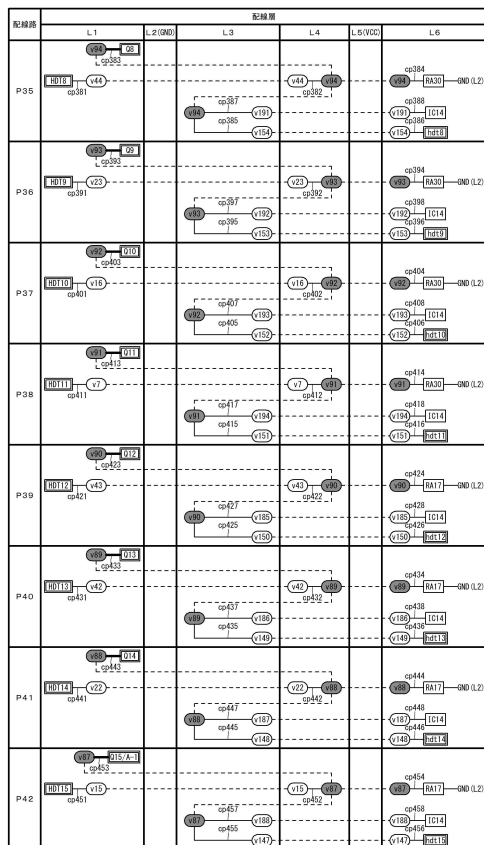 配線路 配線層
L1 L2(GND) L3 L4 L5(VCC) L6
P35
v94 Q8
cp383
cp384
HDT8 v44 v44 v94 v94 RA30 GND(L2)
cp381 cp382
cp387 cp388
v94 v191 v191 IC14
cp385 cp386
v154 v154 hdt8
P36
v93 Q9
cp393
cp394
HDT9 v23 v23 v93 v93 RA30 GND(L2)
cp391 cp392
cp397 cp398
v93 v192 v192 IC14
cp395 cp396
v153 v153 hdt9
P37
v92 Q10
cp403
cp404
HDT10 v16 v16 v92 v92 RA30 GND(L2)
cp401 cp402
cp407 cp408
v92 v193 v193 IC14
cp405 cp406
v152 v152 hdt10
P38
v91 Q11
cp413
cp414
HDT11 v7 v7 v91 v91 RA30 GND(L2)
cp411 cp412
cp417 cp418
v91 v194 v194 IC14
cp415 cp416
v151 v151 hdt11
P39
v90 Q12
cp423
cp424
HDT12 v43 v43 v90 v90 RA17 GND(L2)
cp421 cp422
cp427 cp428
v90 v185 v185 IC14
cp425 cp426
v150 v150 hdt12
P40
v89 Q13
cp433
cp434
HDT13 v42 v42 v89 v89 RA17 GND(L2)
cp431 cp432
cp437 cp438
v89 v186 v186 IC14
cp435 cp436
v149 v149 hdt13
P41
v88 Q14
cp443
cp444
HDT14 v22 v22 v88 v88 RA17 GND(L2)
cp441 cp442
cp447 cp448
v88 v187 v187 IC14
cp445 cp446
v148 v148 hdt14
P42
v87 Q15/A-1
cp453
cp454
HDT15 v15 v15 v87 v87 RA17 GND(L2)
cp451 cp452
cp457 cp458
v87 v188 v188 IC14
cp455 cp456
v147 v147 hdt15